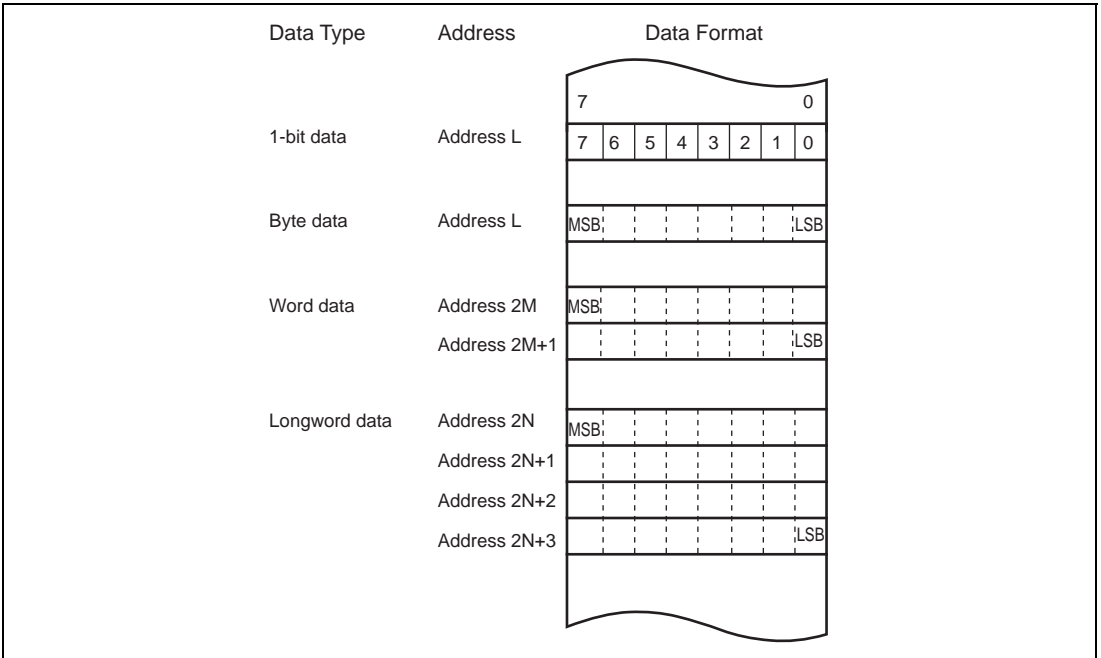 Data Type Address Data Format
7 0
1-bit data Address L 7 6 5 4 3 2 1 0
Byte data Address L MSB LSB
Word data Address 2M MSB
Address 2M+1 LSB
Longword data Address 2N MSB
Address 2N+1
Address 2N+2
Address 2N+3 LSB